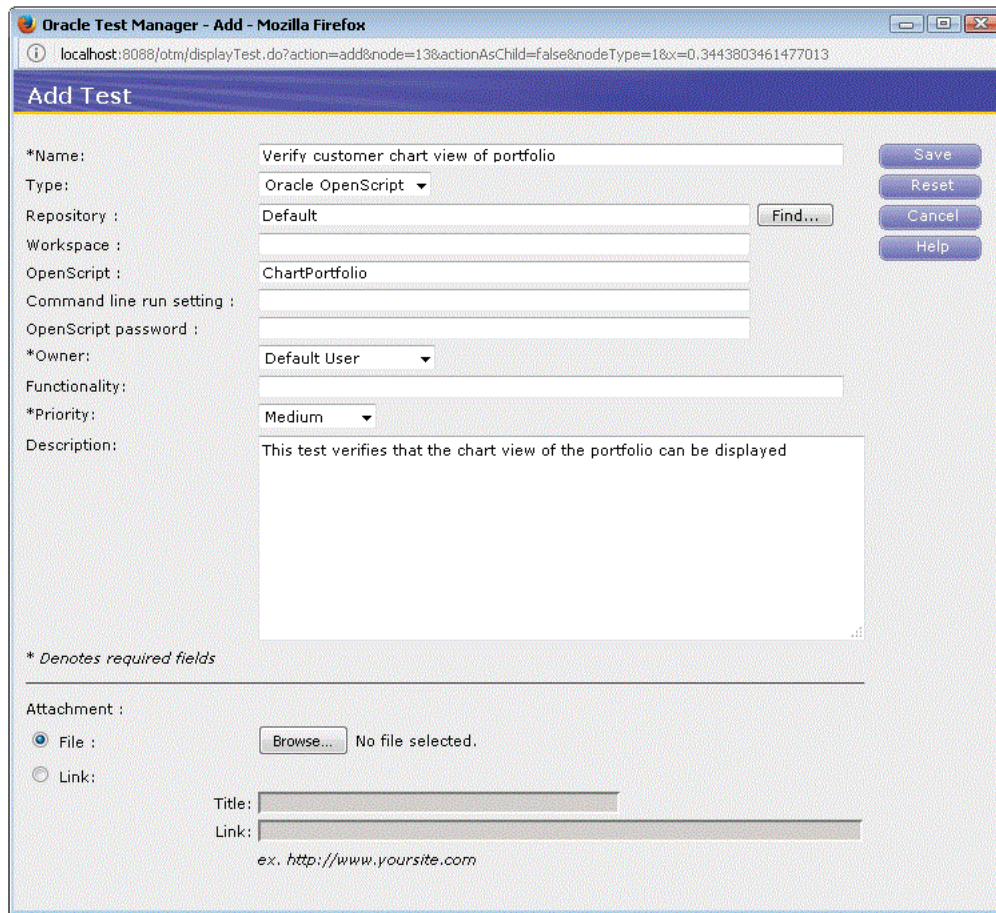 Oracle Test Manager - Add - Mozilla Firefox
localhost:8088/otm/displayTest.do?action=add&node=13&actionAsChild=false&nodeType=1&x=0.3443803461477013
Add Test
*Name: Verify customer chart view of portfolio Save
Type: Oracle OpenScript Reset
Repository : Default Find... Cancel
Workspace : Help
OpenScript : ChartPortfolio
Command line run setting :
OpenScript password :
*Owner: Default User
Functionality:
*Priority: Medium
Description: This test verifies that the chart view of the portfolio can be displayed
* Denotes required fields
Attachment :
File : Browse... No file selected.
Link:
Title:
Link:
ex. http://www.yoursite.com